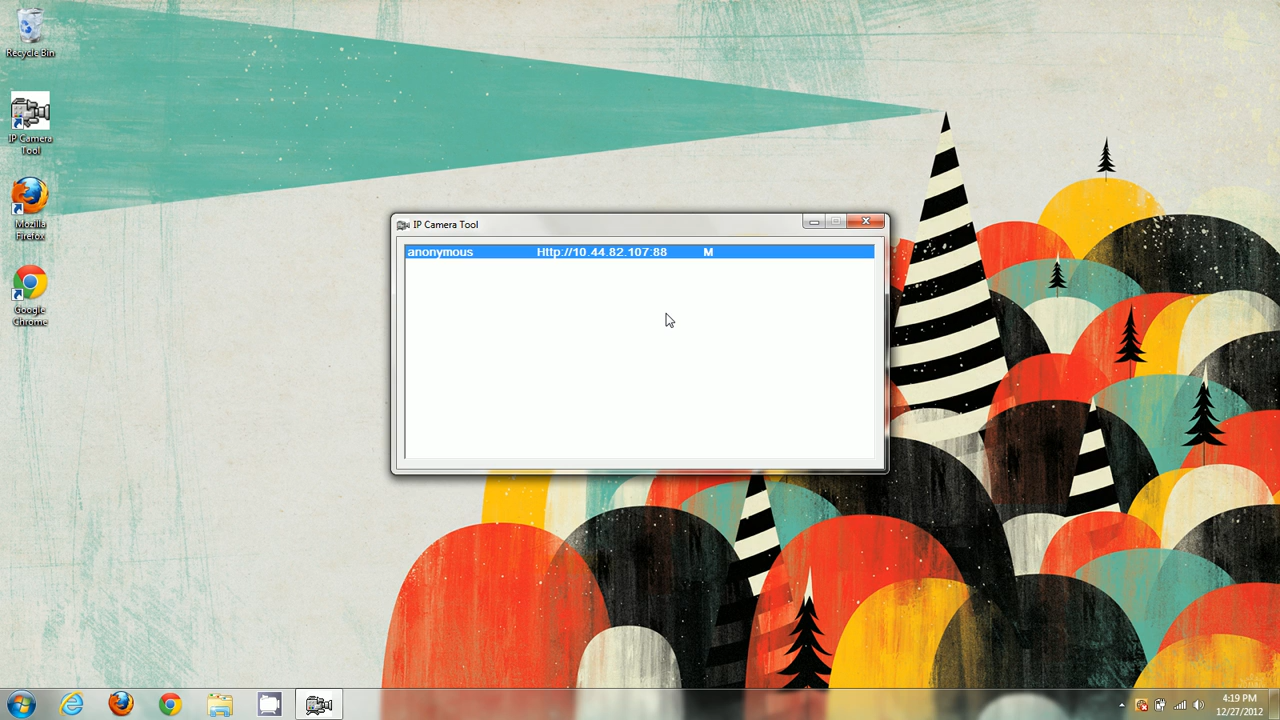 Recycle Bin
IP Camera
Tool
Mozilla
Firefox
Google
Chrome
IP Camera Tool
anonymous Http://10.44.82.107:88 M
4:19 PM
12/27/2012